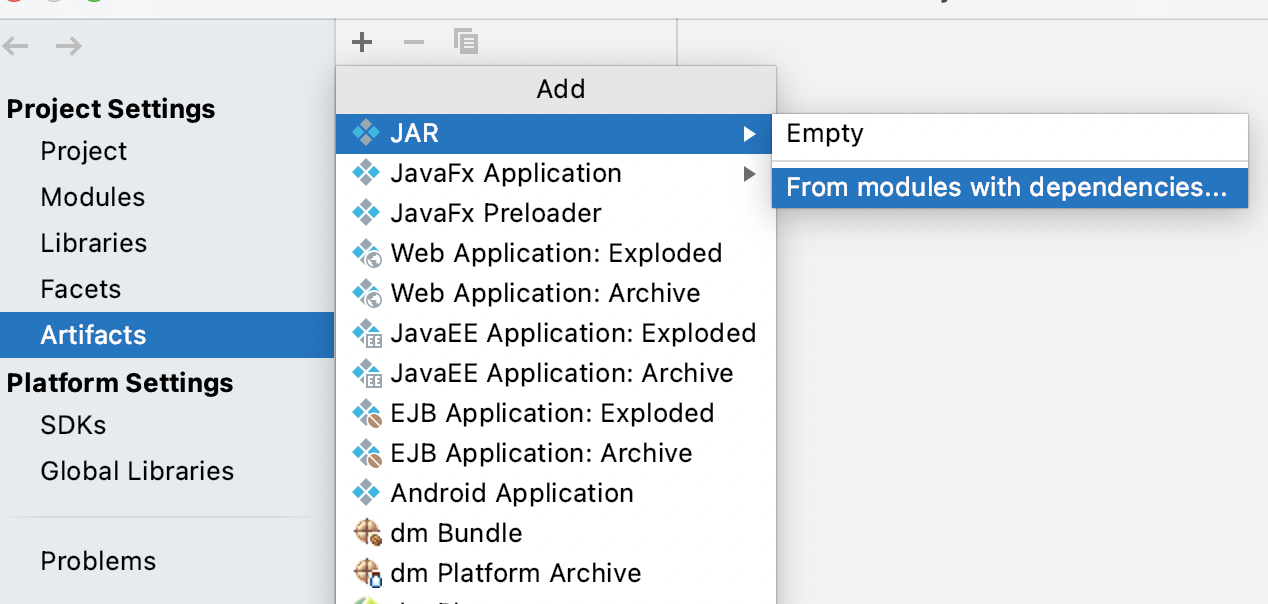 Project Settings
Project
Modules
Libraries
Facets
Artifacts
Platform Settings
SDKs
Global Libraries
Problems
Add
JAR
JavaFx Application
JavaFx Preloader
Web Application: Exploded
Web Application: Archive
JavaEE Application: Exploded
JavaEE Application: Archive
EJB Application: Exploded
EJB Application: Archive
Android Application
dm Bundle
dm Platform Archive
Empty
From modules with dependencies...